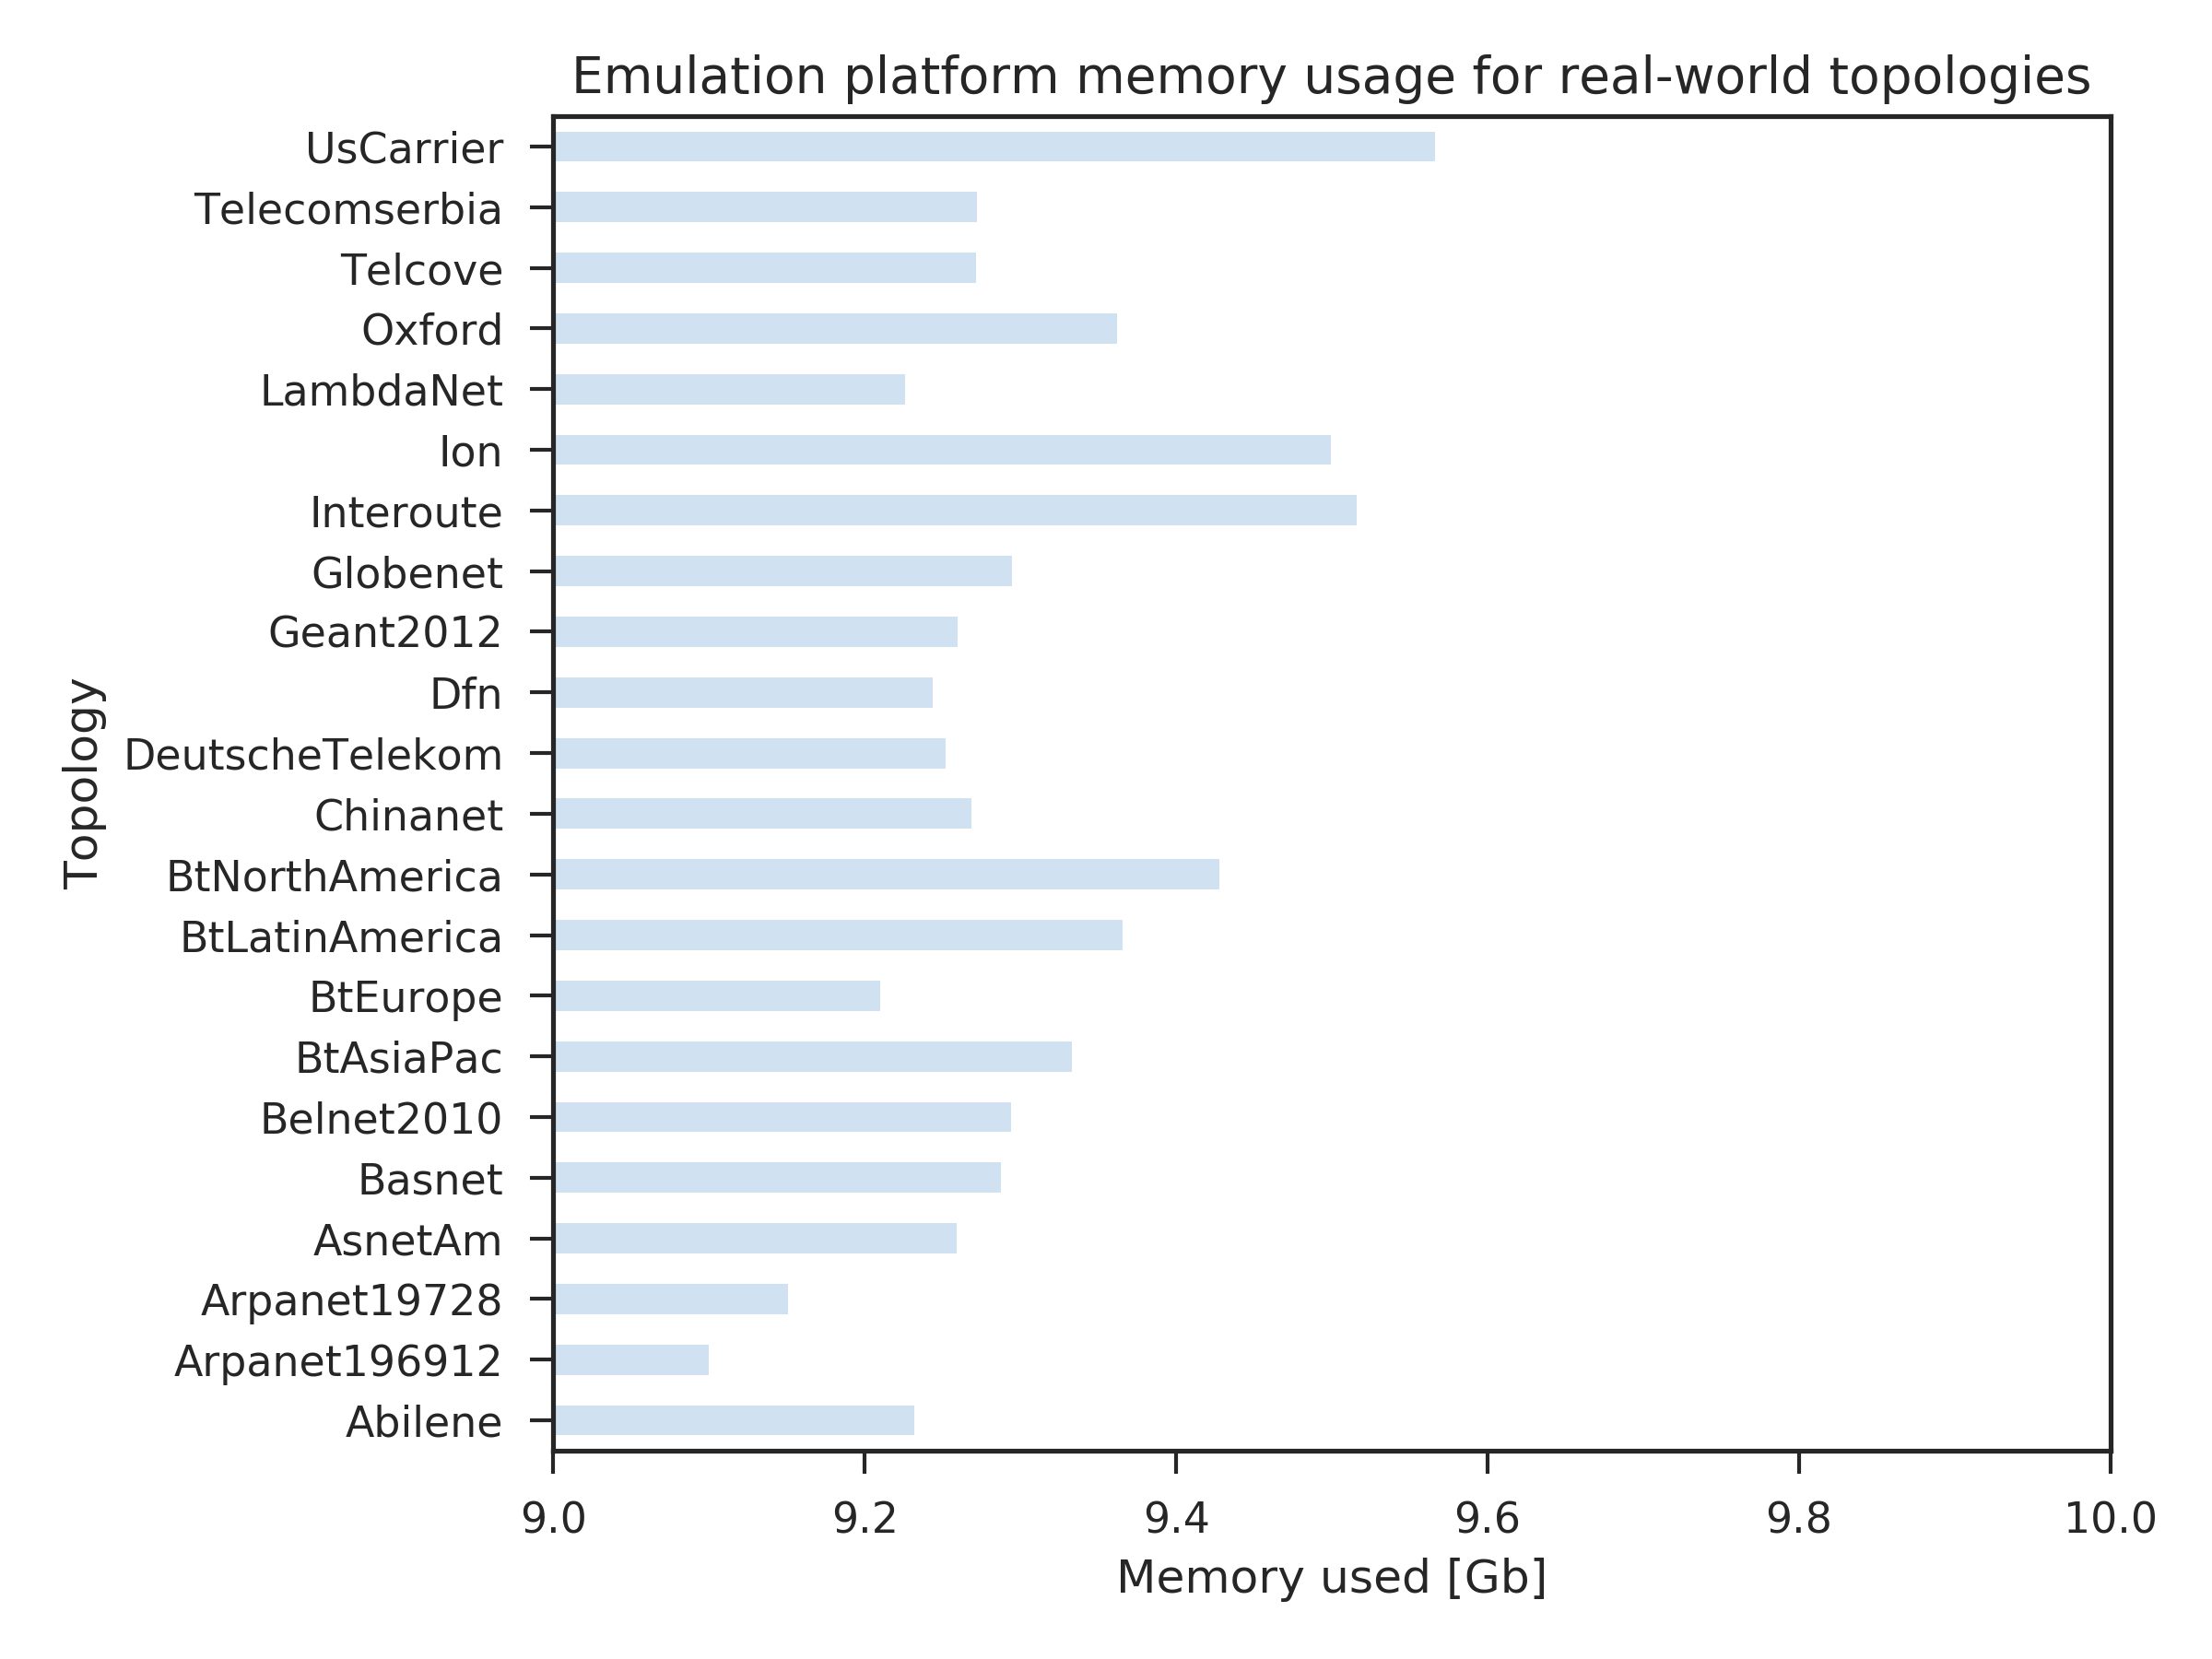 Emulation platform memory usage for real-world topologies
Topology
UsCarrier
Telecomserbia
Telcove
Oxford
LambdaNet
Ion
Interoute
Globenet
Geant2012
Dfn
DeutscheTelekom
Chinanet
BtNorthAmerica
BtLatinAmerica
BtEurope
BtAsiaPac
Belnet2010
Basnet
AsnetAm
Arpanet19728
Arpanet196912
Abilene
9.0 9.2 9.4 9.6 9.8 10.0
Memory used [Gb]